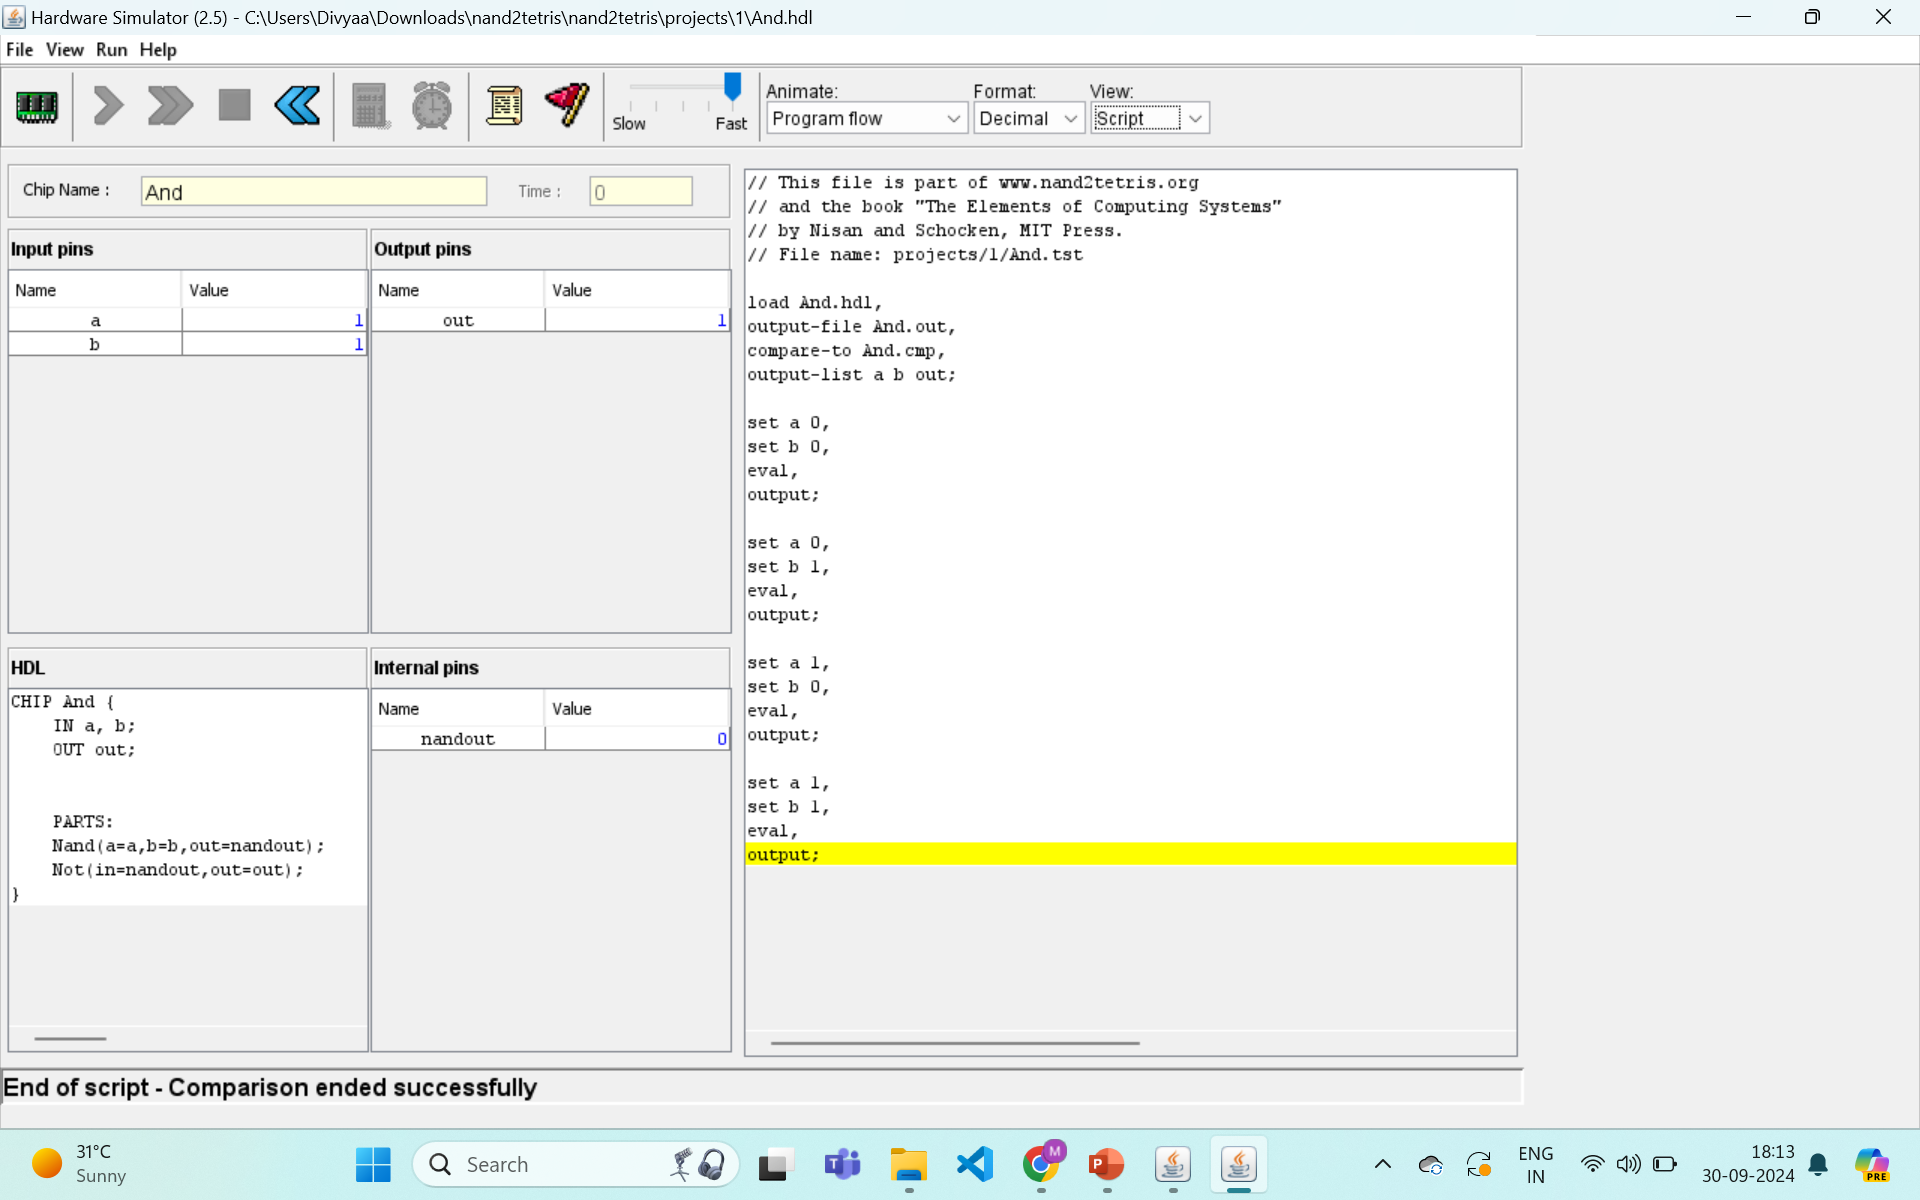 Hardware Simulator (2.5) - C:\Users\Divyaa\Downloads\nand2tetris\nand2tetris\projects\1\And.hdl
File View Run Help
Slow Fast
Animate: Format: View:
Program flow Decimal Script
Chip Name : And Time : 0
Input pins
Name Value
a 1
b 1
Output pins
Name Value
out 1
HDL
CHIP And {
IN a, b;
OUT out;
PARTS:
Nand(a=a,b=b,out=nandout);
Not(in=nandout,out=out);
}
Internal pins
Name Value
nandout 0
// This file is part of www.nand2tetris.org
// and the book "The Elements of Computing Systems"
// by Nisan and Schocken, MIT Press.
// File name: projects/1/And.tst
load And.hdl,
output-file And.out,
compare-to And.cmp,
output-list a b out;
set a 0,
set b 0,
eval,
output;
set a 0,
set b 1,
eval,
output;
set a 1,
set b 0,
eval,
output;
set a 1,
set b 1,
eval,
output;
End of script - Comparison ended successfully
31°C
Sunny
Search
M
ENG
IN
18:13
30-09-2024
PRE